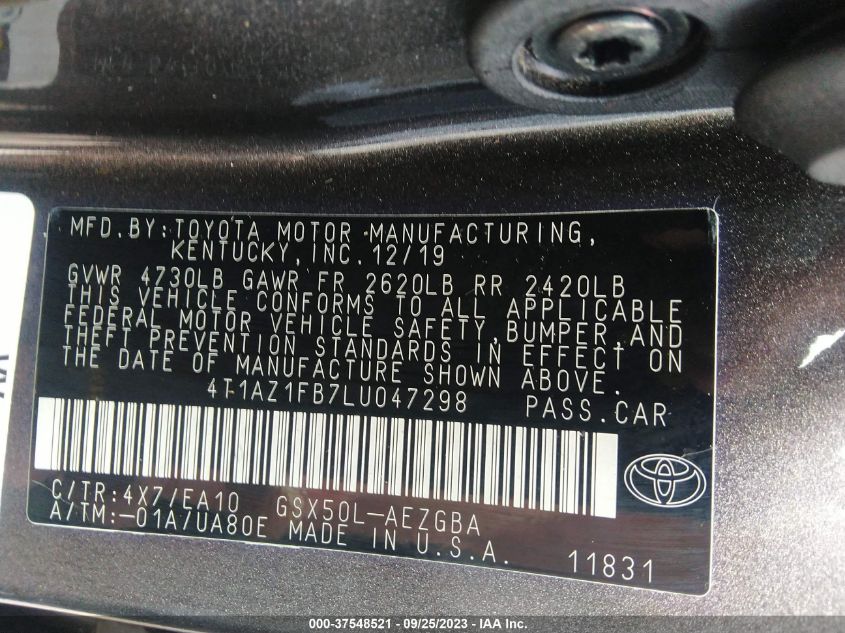 MFD.BY:TOYOTA MOTOR MANUFACTURING,
KENTUCKY, INC. 12/19
GVWR 4730LB GAWR FR 2620LB RR 2420LB
THIS VEHICLE CONFORMS TO ALL APPLICABLE
FEDERAL MOTOR VEHICLE SAFETY, BUMPER, AND
THEFT PREVENTION STANDARDS IN EFFECT ON
THE DATE OF MANUFACTURE SHOWN ABOVE.
4T1AZ1FB7LU047298 PASS.CAR
C/TR:4X7/EA10 GSX50L-AEZGBA
A/TM:-01A/UA80E MADE IN U.S.A.
11831
000-37548521 - 09/25/2023 - IAA Inc.